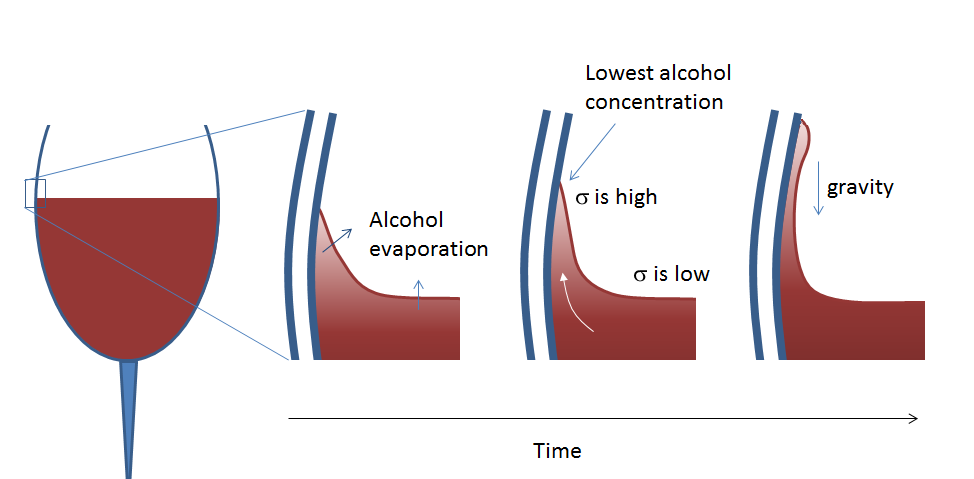 Alcohol
evaporation
Lowest alcohol
concentration
σ is high
σ is low
gravity
Time